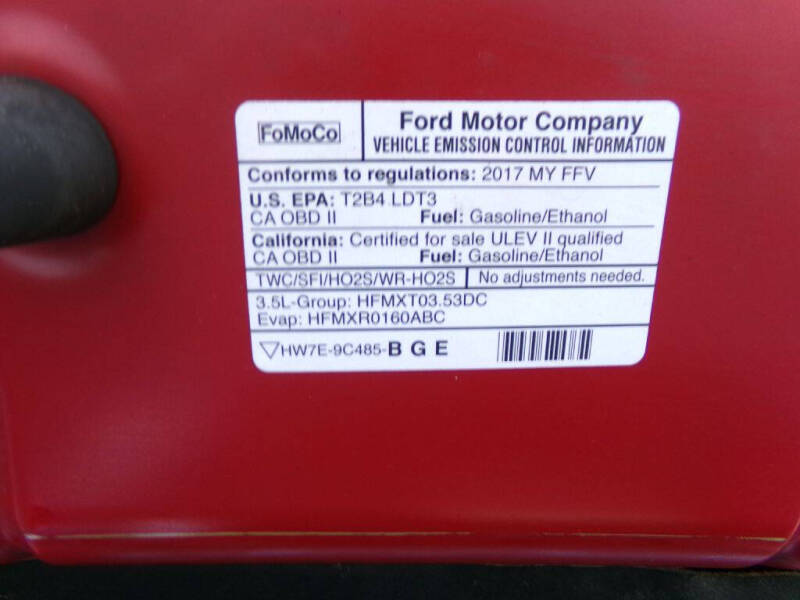 FoMoCo
Ford Motor Company
VEHICLE EMISSION CONTROL INFORMATION
Conforms to regulations: 2017 MY FFV
U.S. EPA: T2B4 LDT3
CA OBD II Fuel: Gasoline/Ethanol
California: Certified for sale ULEV II qualified
CA OBD II Fuel: Gasoline/Ethanol
TWC/SFI/HO2S/WR-HO2S No adjustments needed.
3.5L-Group: HFMXT03.53DC
Evap: HFMXR0160ABC
HW7E-9C485-B G E